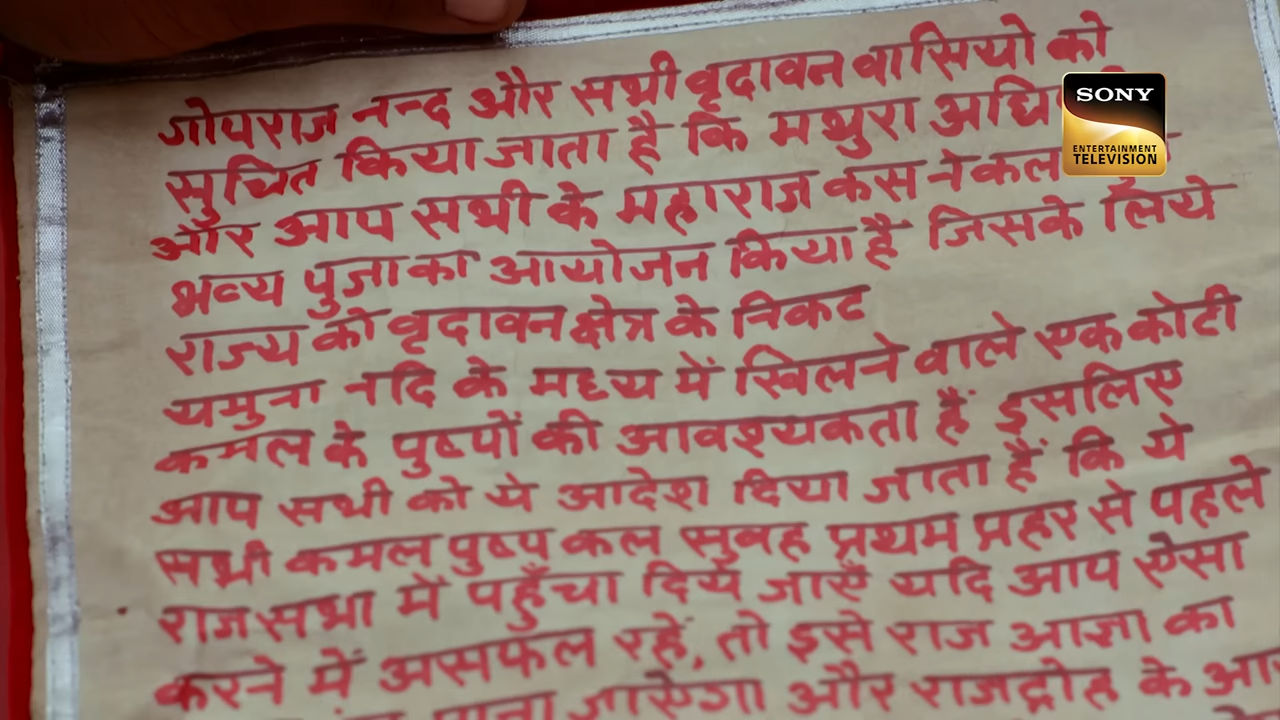 गोपराज नन्द और सभी वृदावन वासियो को
सुचित किया जाता है कि मथुरा
और आप सभी के महाराज कस ने कल
भव्य पुजा का आयोजन किया है जिसके लिये
राज्य को वृदावन क्षेत्र के निकट
यमुना नदि के मध्य में खिलने वाले एक कोटी
कमल के पुष्पों की आवश्यकता हैं इसलिए
आप सभी को ये आदेश दिया जाता हैं कि ये
सभी कमल पुष्प कल सुबह प्रथम प्रहर से पहले
राजसभा में पहुँचा दिये जाएँ यदि आप ऐसा
करने में असफल रहें, तो इसे राज आज्ञा का
माना जाऐगा और राजद्रोह के
SONY
ENTERTAINMENT
TELEVISION